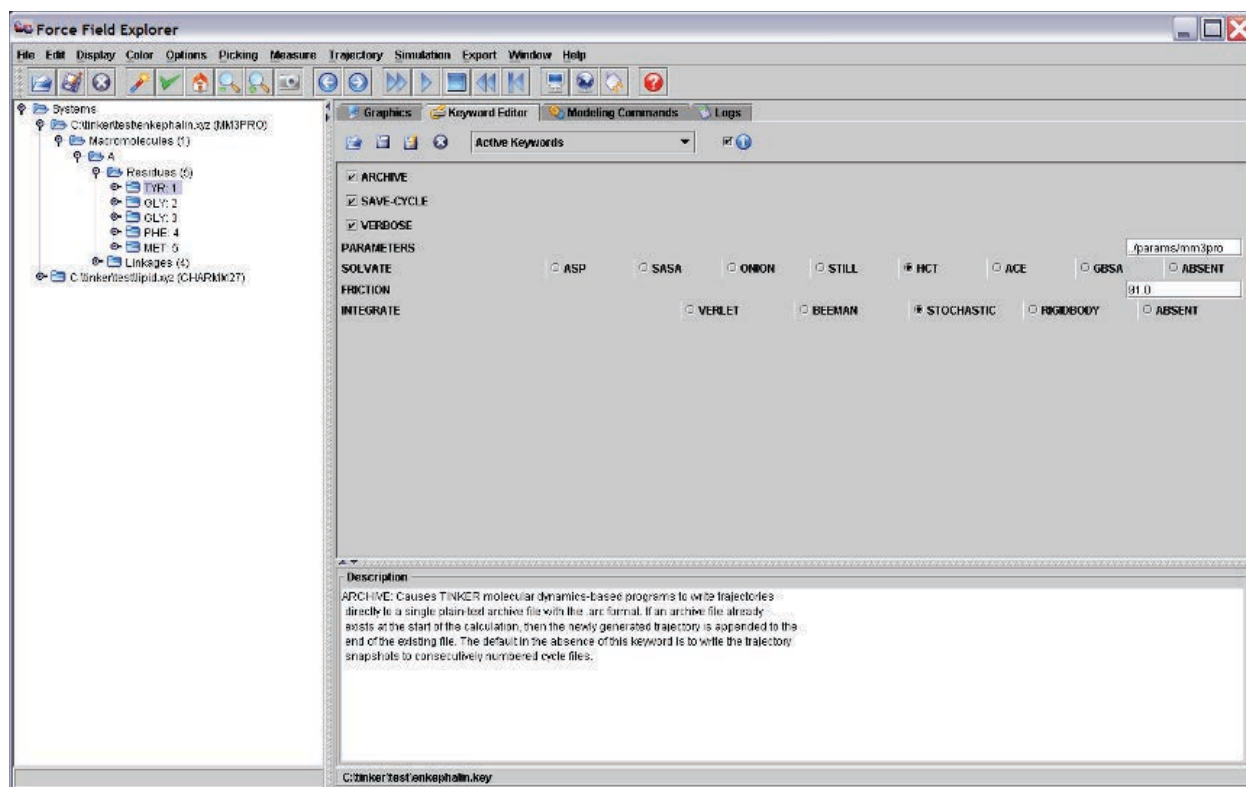 Force Field Explorer
File Edit Display Color Options Picking Measure Trajectory Simulation Export Window Help
Systems
C:\tinker\test\enkephalin.xyz (MM3PRO)
Macromolecules (1)
A
Residues (5)
TYR: 1
GLY: 2
GLY: 3
PHE: 4
MET: 5
Linkages (4)
C:\tinker\test\lipid.xyz (CHARMM27)
Graphics Keyword Editor Modeling Commands Logs
Active Keywords
ARCHIVE
SAVE-CYCLE
VERBOSE
PARAMETERS ../params/mm3pro
SOLVATE ASP SASA ONION STILL HCT ACE GBSA ABSENT
FRICTION 91.0
INTEGRATE VERLET BEEMAN STOCHASTIC RIGIDBODY ABSENT
Description
ARCHIVE: Causes TINKER molecular dynamics-based programs to write trajectories
directly to a single plain-text archive file with the .arc format. If an archive file already
exists at the start of the calculation, then the newly generated trajectory is appended to the
end of the existing file. The default in the absence of this keyword is to write the trajectory
snapshots to consecutively numbered cycle files.
C:\tinker\test\enkephalin.key